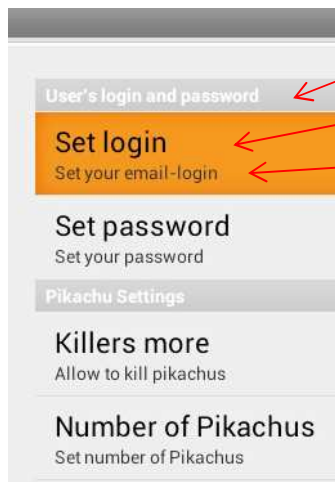 User's login and password
Set login
Set your email-login
Set password
Set your password
Pikachu Settings
Killers more
Allow to kill pikachus
Number of Pikachus
Set number of Pikachus